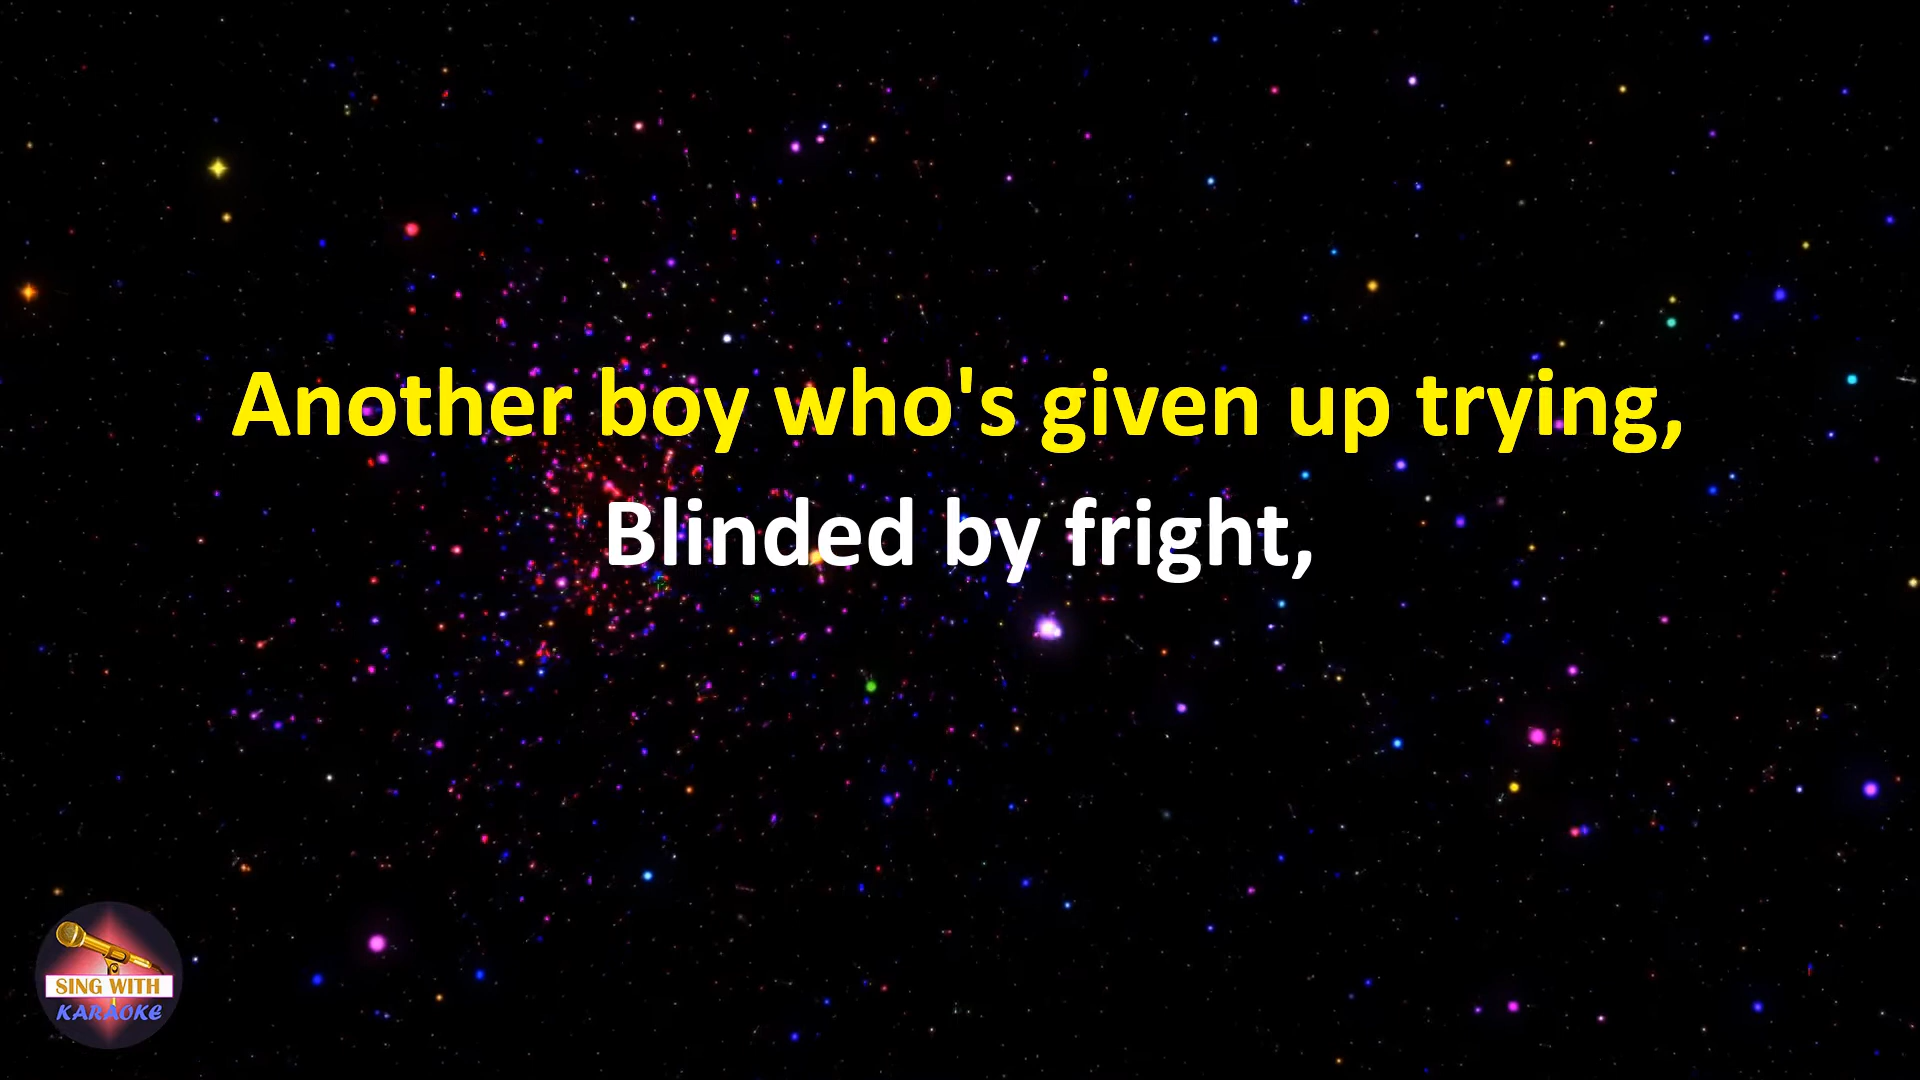 Another boy who's given up trying,
Blinded by fright,
SING WITH
KARAOKE